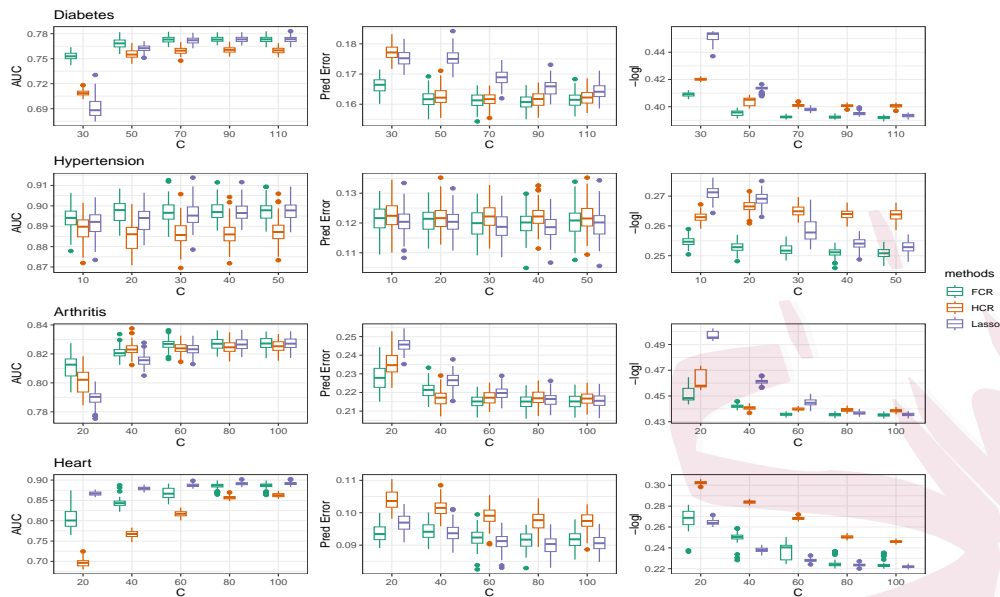 Diabetes
AUC
0.78
0.75
0.72
0.69
30 50 70 90 110
C
Pred Error
0.18
0.17
0.16
30 50 70 90 110
C
−logl
0.44
0.42
0.40
30 50 70 90 110
C
Hypertension
AUC
0.91
0.90
0.89
0.88
0.87
10 20 30 40 50
C
Pred Error
0.13
0.12
0.11
10 20 30 40 50
C
−logl
0.27
0.26
0.25
10 20 30 40 50
C
methods
FCR
HCR
Lasso
Arthritis
AUC
0.84
0.82
0.80
0.78
20 40 60 80 100
C
Pred Error
0.25
0.24
0.23
0.22
0.21
20 40 60 80 100
C
−logl
0.49
0.47
0.45
0.43
20 40 60 80 100
C
Heart
AUC
0.90
0.85
0.80
0.70
20 40 60 80 100
C
Pred Error
0.11
0.10
0.09
20 40 60 80 100
C
−logl
0.30
0.28
0.26
0.24
0.22
20 40 60 80 100
C